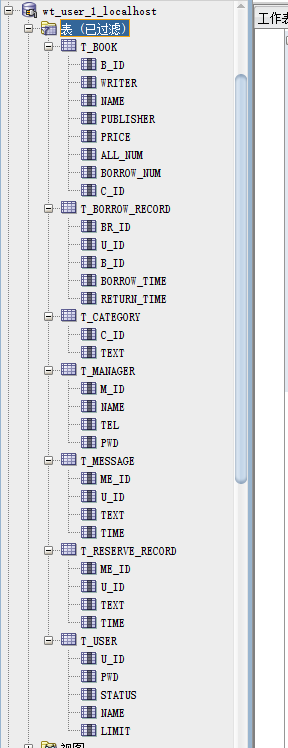 wt_user_1_localhost
工作表
表 (已过滤)
T_BOOK
B_ID
WRITER
NAME
PUBLISHER
PRICE
ALL_NUM
BORROW_NUM
C_ID
T_BORROW_RECORD
BR_ID
U_ID
B_ID
BORROW_TIME
RETURN_TIME
T_CATEGORY
C_ID
TEXT
T_MANAGER
M_ID
NAME
TEL
PWD
T_MESSAGE
ME_ID
U_ID
TEXT
TIME
T_RESERVE_RECORD
ME_ID
U_ID
TEXT
TIME
T_USER
U_ID
PWD
STATUS
NAME
LIMIT
视图